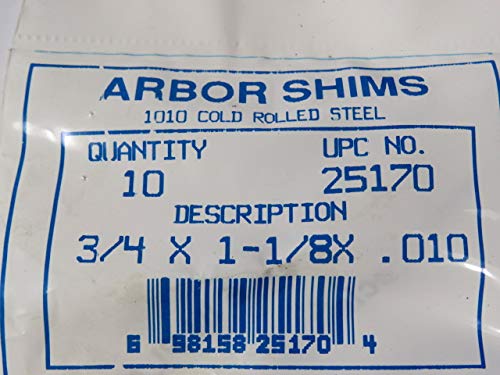 ARBOR SHIMS
1010 COLD ROLLED STEEL
QUANTITY UPC NO.
10 25170
DESCRIPTION
3/4 X 1-1/8X .010
6 98158 25170 4